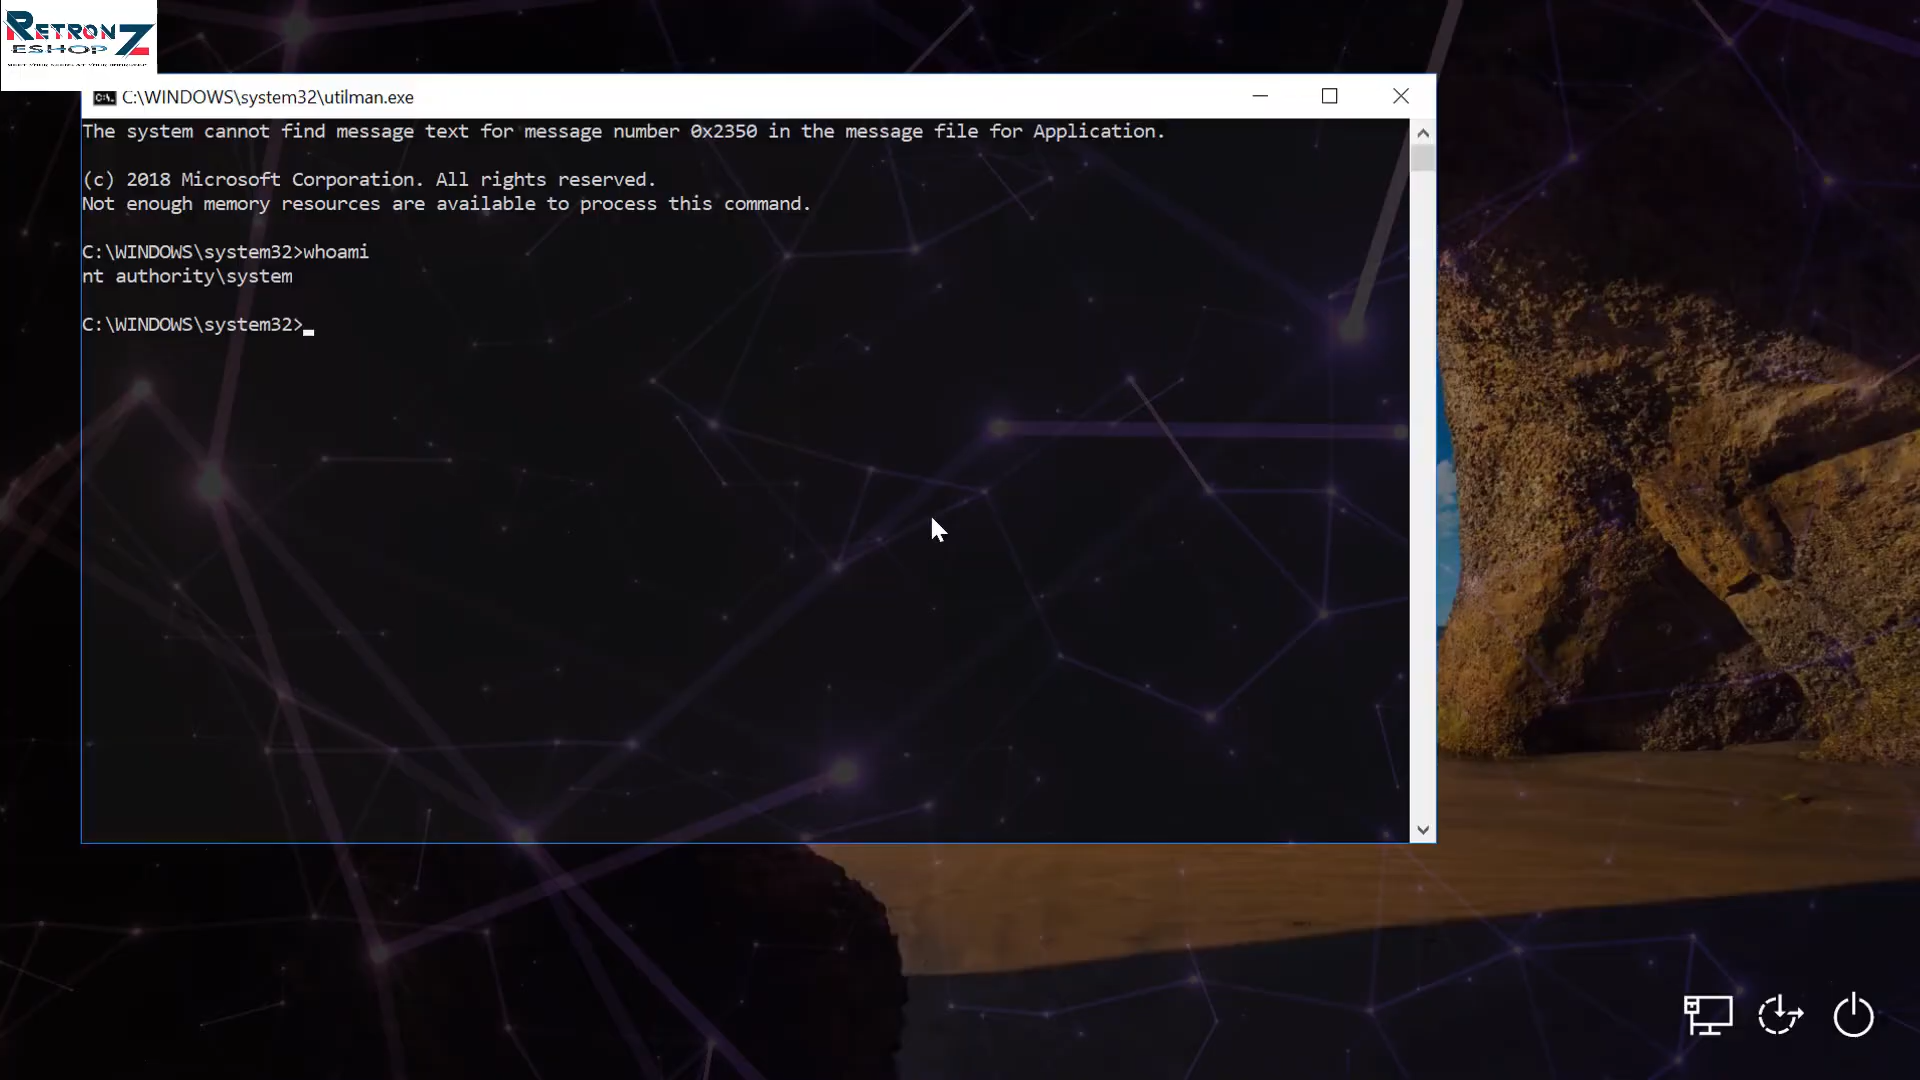 RETRONZ
ESHOP
C:\WINDOWS\system32\utilman.exe
The system cannot find message text for message number 0x2350 in the message file for Application.
(c) 2018 Microsoft Corporation. All rights reserved.
Not enough memory resources are available to process this command.
C:\WINDOWS\system32>whoami
nt authority\system
C:\WINDOWS\system32>